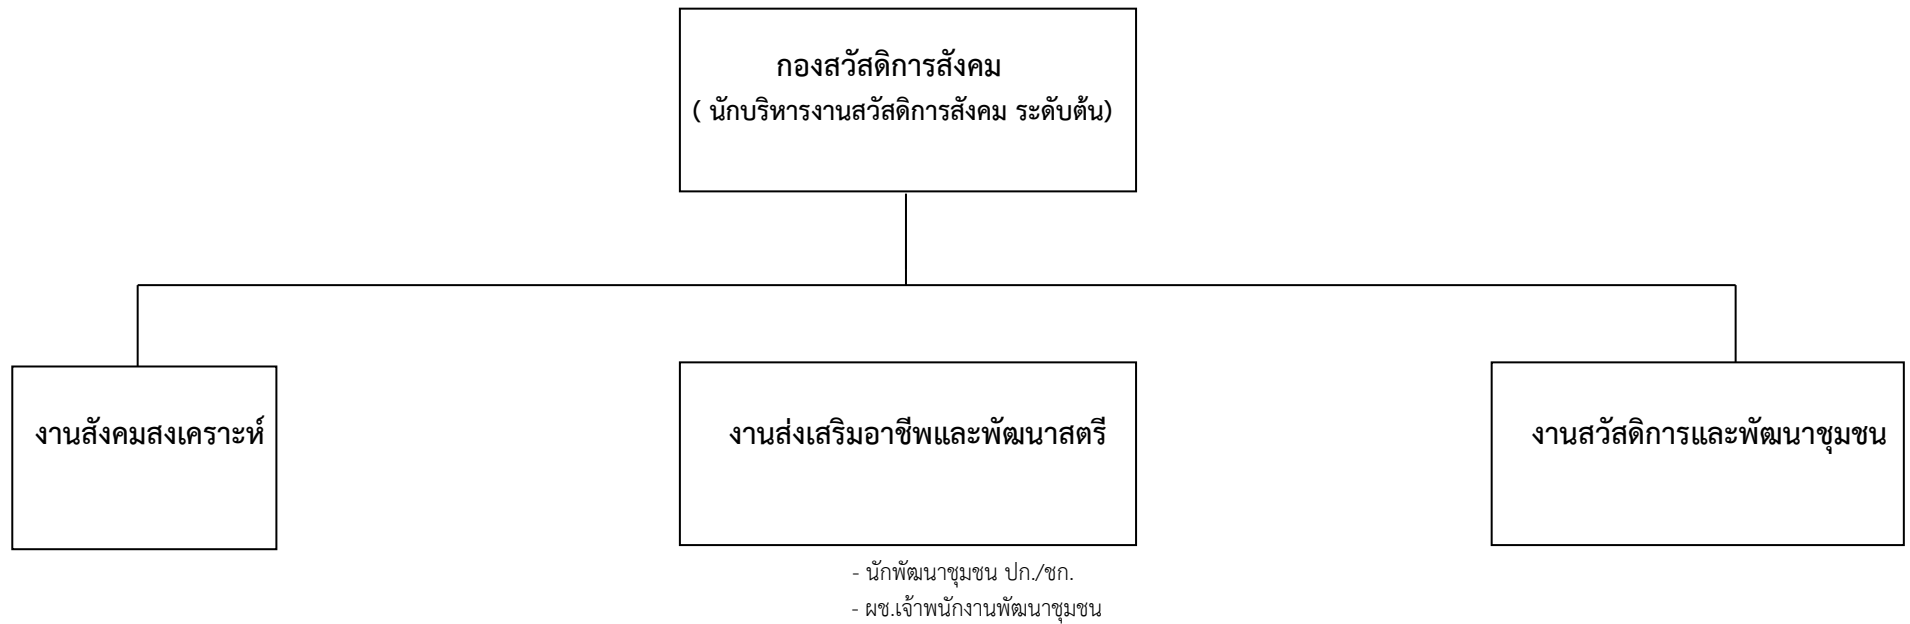 กองสวัสดิการสังคม
( นักบริหารงานสวัสดิการสังคม ระดับต้น)
งานสังคมสงเคราะห์
งานส่งเสริมอาชีพและพัฒนาสตรี
งานสวัสดิการและพัฒนาชุมชน
- นักพัฒนาชุมชน ปก./ชก.
- ผช.เจ้าพนักงานพัฒนาชุมชน